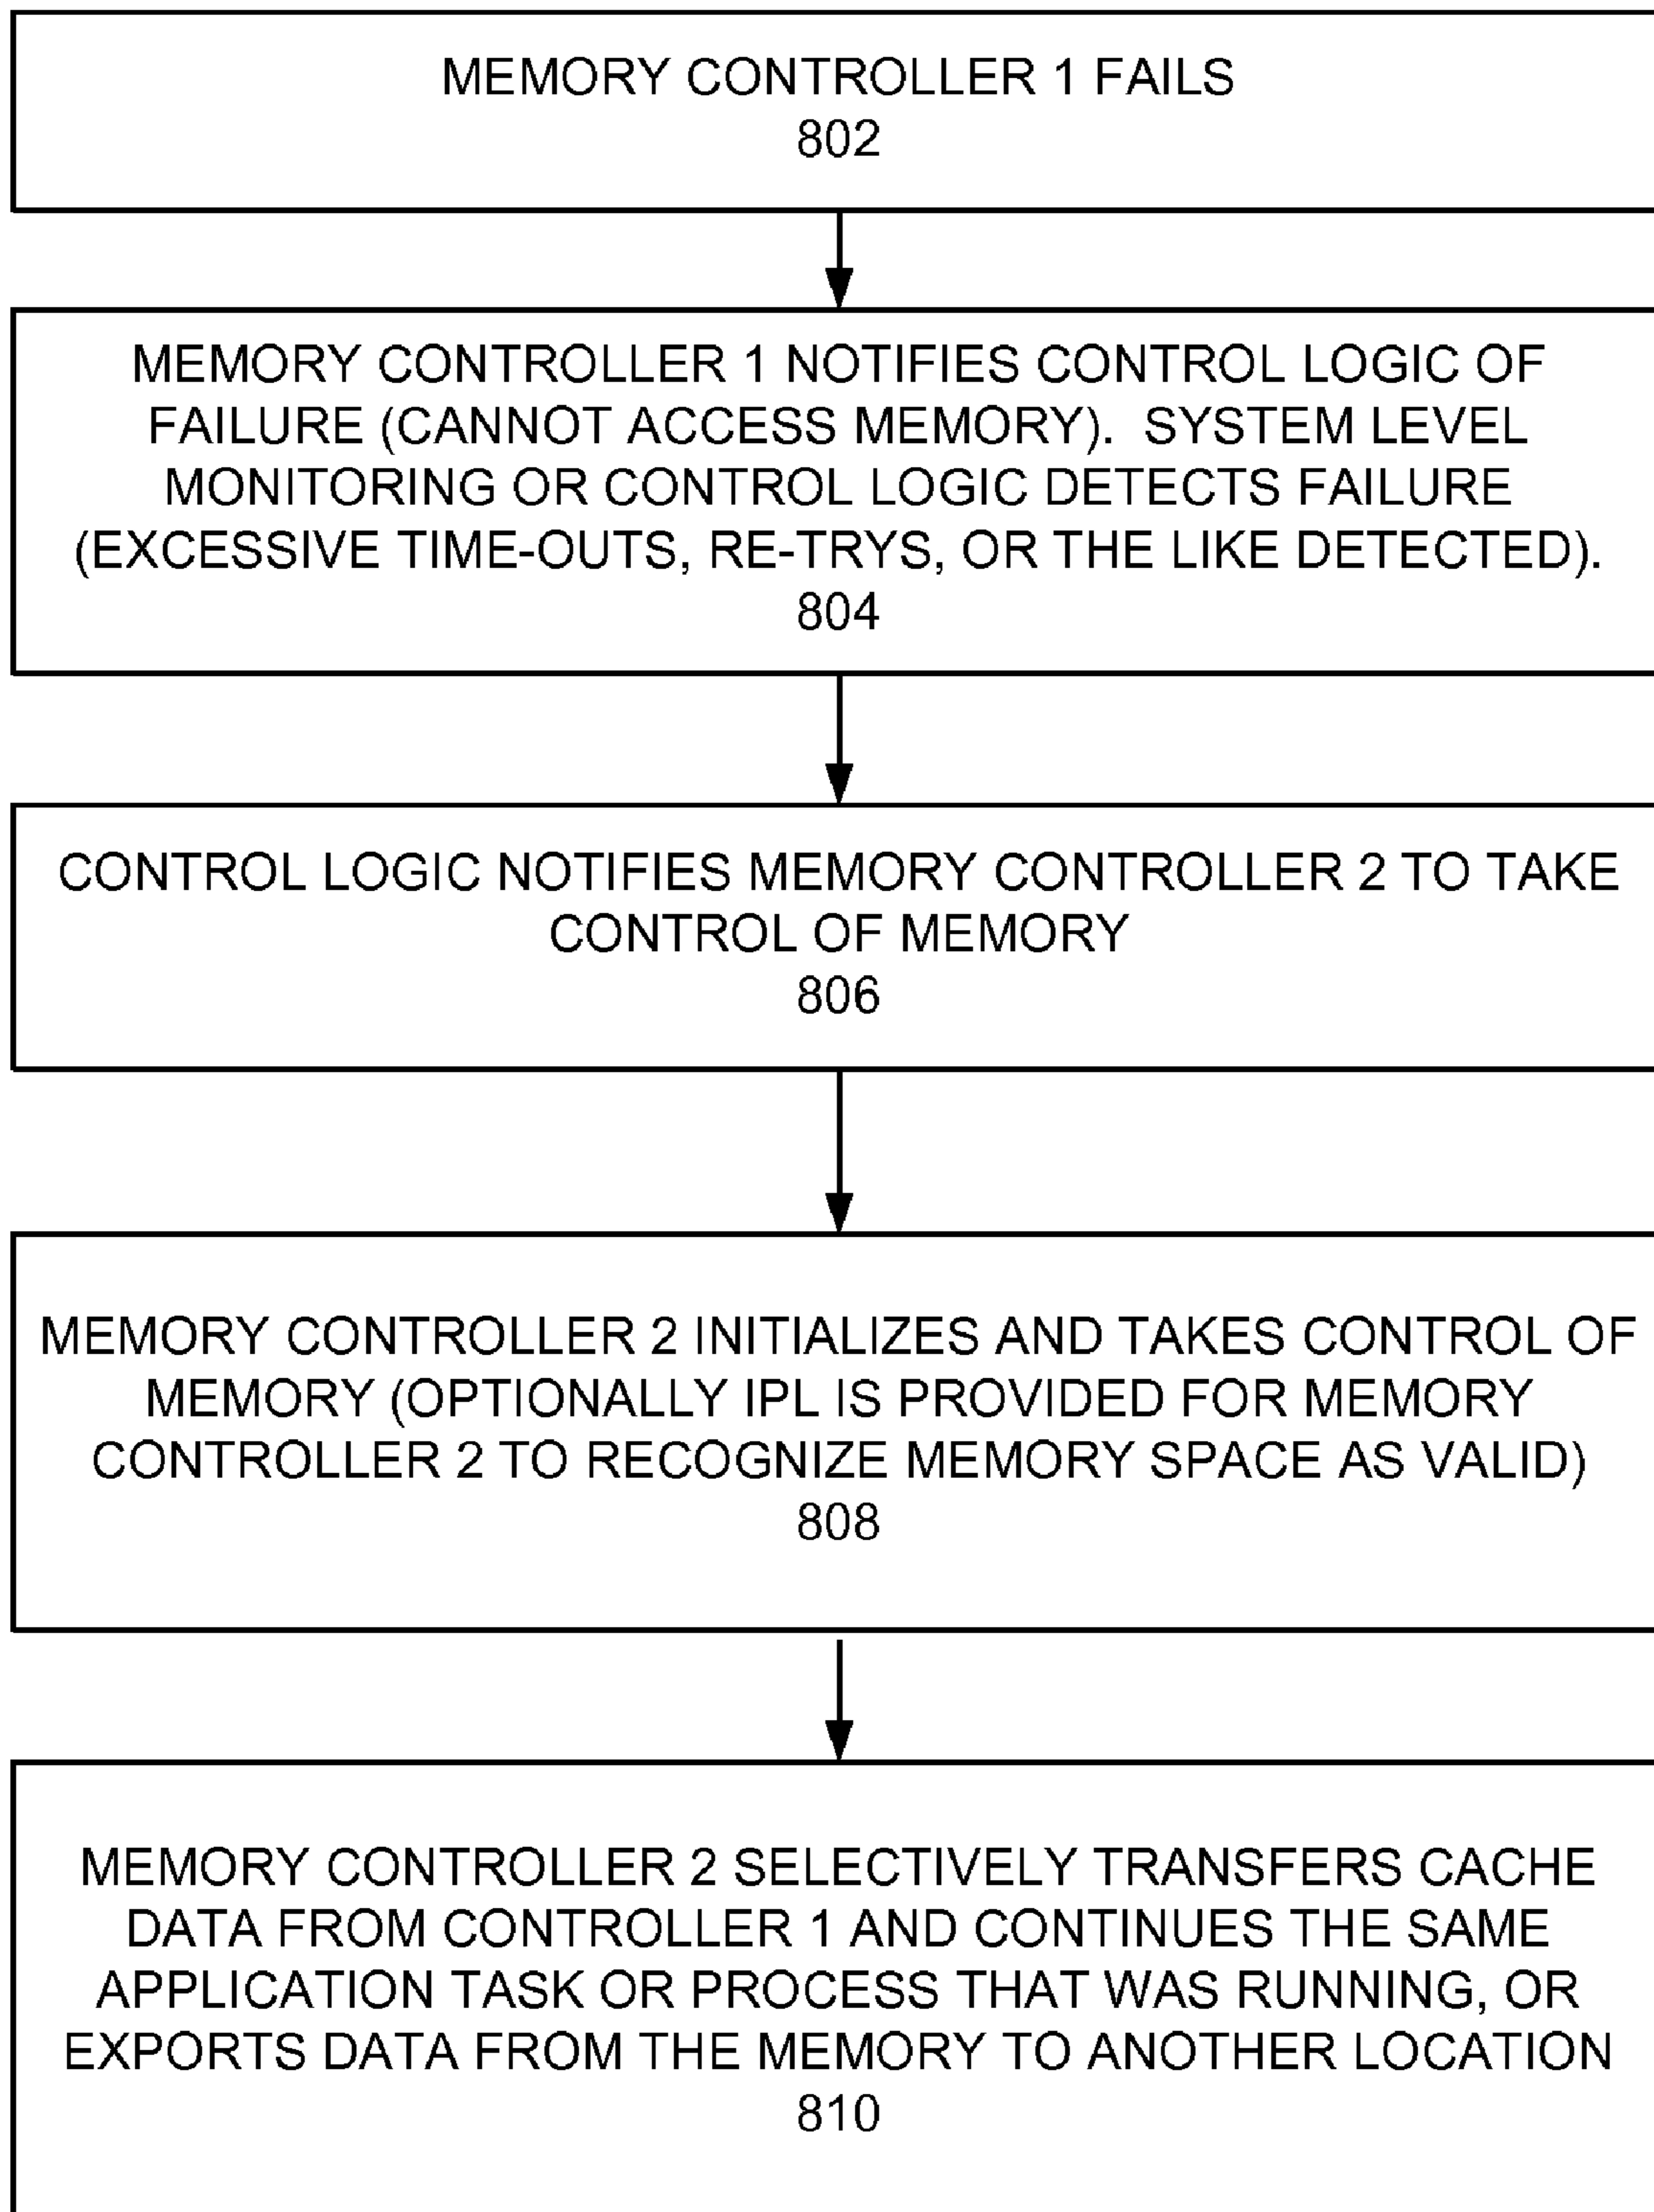 MEMORY CONTROLLER 1 FAILS
802
MEMORY CONTROLLER 1 NOTIFIES CONTROL LOGIC OF
FAILURE (CANNOT ACCESS MEMORY). SYSTEM LEVEL
MONITORING OR CONTROL LOGIC DETECTS FAILURE
(EXCESSIVE TIME-OUTS, RE-TRYS, OR THE LIKE DETECTED).
804
CONTROL LOGIC NOTIFIES MEMORY CONTROLLER 2 TO TAKE
CONTROL OF MEMORY
806
MEMORY CONTROLLER 2 INITIALIZES AND TAKES CONTROL OF
MEMORY (OPTIONALLY IPL IS PROVIDED FOR MEMORY
CONTROLLER 2 TO RECOGNIZE MEMORY SPACE AS VALID)
808
MEMORY CONTROLLER 2 SELECTIVELY TRANSFERS CACHE
DATA FROM CONTROLLER 1 AND CONTINUES THE SAME
APPLICATION TASK OR PROCESS THAT WAS RUNNING, OR
EXPORTS DATA FROM THE MEMORY TO ANOTHER LOCATION
810